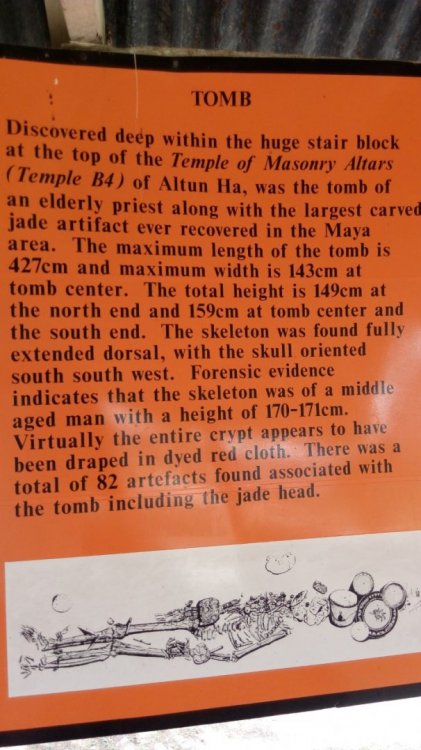 TOMB
Discovered deep within the huge stair block
at the top of the Temple of Masonry Altars
(Temple B4) of Altun Ha, was the tomb of
an elderly priest along with the largest carved
jade artifact ever recovered in the Maya
area. The maximum length of the tomb is
427cm and maximum width is 143cm at
tomb center. The total height is 149cm at
the north end and 159cm at tomb center and
the south end. The skeleton was found fully
extended dorsal, with the skull oriented
south south west. Forensic evidence
indicates that the skeleton was of a middle
aged man with a height of 170-171cm.
Virtually the entire crypt appears to have
been draped in dyed red cloth. There was a
total of 82 artefacts found associated with
the tomb including the jade head.